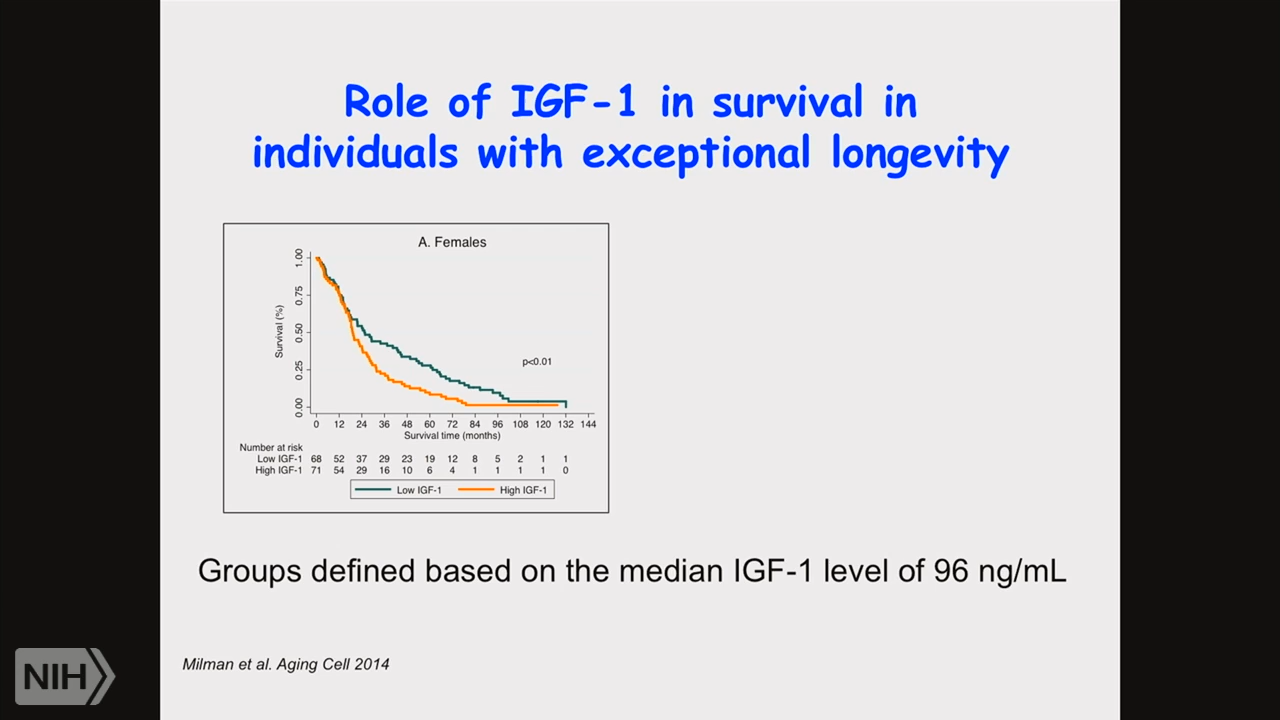 Role of IGF-1 in survival in
individuals with exceptional longevity
A. Females
Survival (%)
1.00
0.75
0.50
0.25
0.00
p<0.01
0 12 24 36 48 60 72 84 96 108 120 132 144
Survival time (months)
Number at risk
Low IGF-1 68 52 37 29 23 19 12 8 5 2 1 1
High IGF-1 71 54 29 16 10 6 4 1 1 1 1 0
Low IGF-1 High IGF-1
Groups defined based on the median IGF-1 level of 96 ng/mL
Milman et al. Aging Cell 2014
NIH